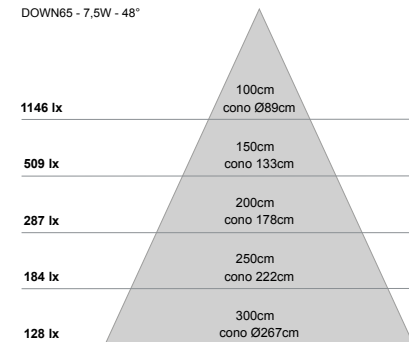 DOWN65 - 7,5W - 48°
100cm
1146 lx cono Ø89cm
150cm
509 lx cono 133cm
200cm
287 lx cono 178cm
250cm
184 lx cono 222cm
300cm
128 lx cono Ø267cm